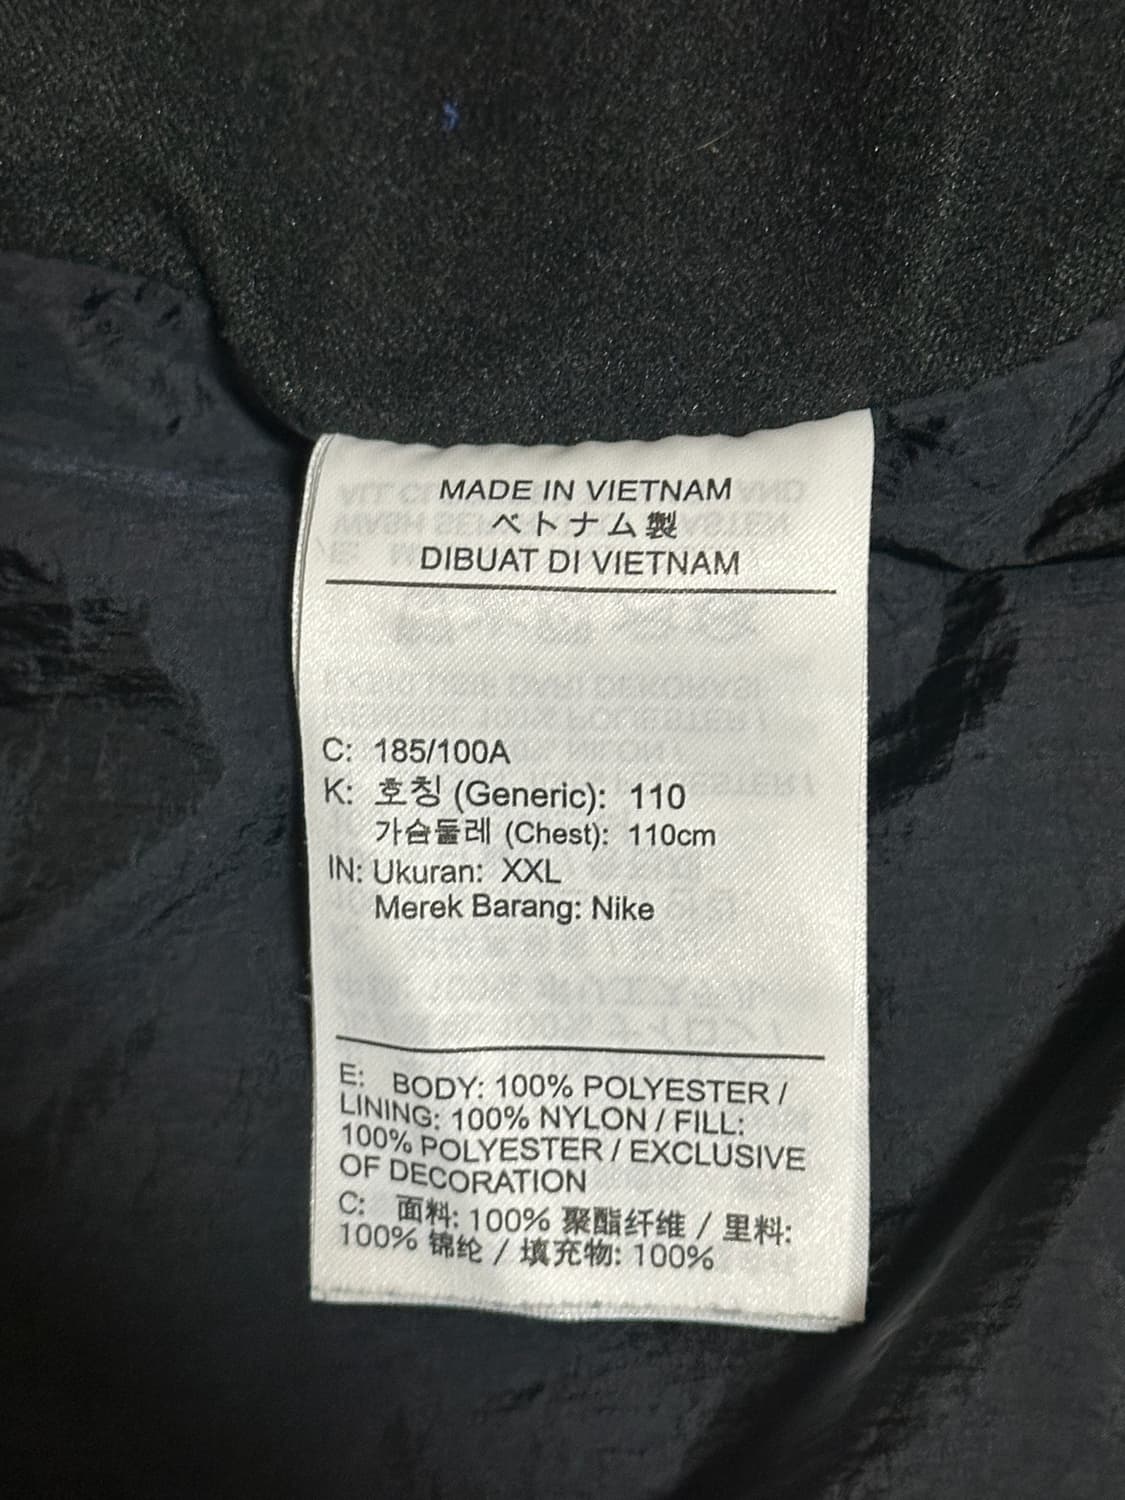 MADE IN VIETNAM
ベトナム製
DIBUAT DI VIETNAM
C: 185/100A
K: 호칭 (Generic): 110
가슴둘레 (Chest): 110cm
IN: Ukuran: XXL
Merek Barang: Nike
E: BODY: 100% POLYESTER /
LINING: 100% NYLON / FILL:
100% POLYESTER / EXCLUSIVE
OF DECORATION
C: 面料: 100% 聚酯纤维 / 里料:
100% 锦纶 / 填充物: 100%